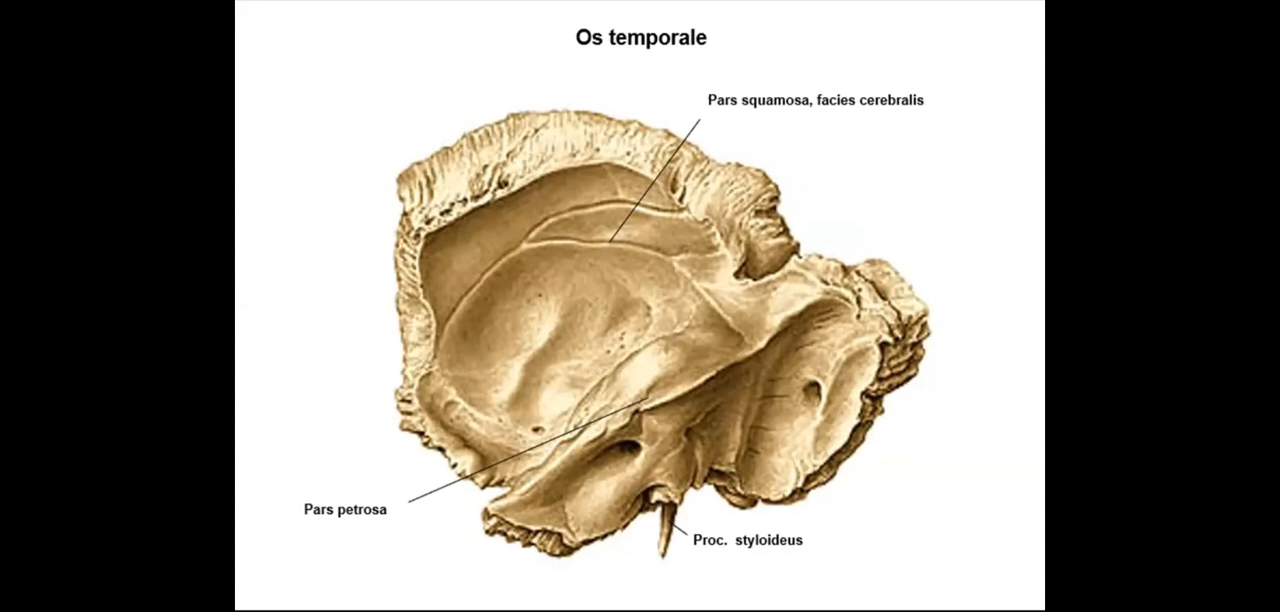 Os temporale
Pars squamosa, facies cerebralis
Pars petrosa
Proc. styloideus